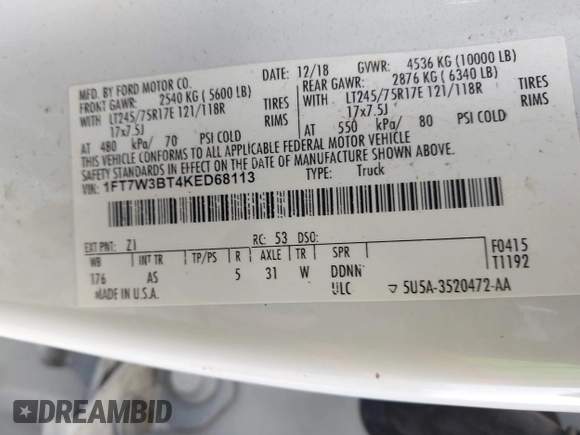 MFD. BY FORD MOTOR CO.
DATE: 12/18 GVWR: 4536 KG (10000 LB)
FRONT GAWR: 2540 KG ( 5600 LB)
REAR GAWR: 2876 KG ( 6340 LB)
WITH LT245/75R17E 121/118R TIRES
WITH LT245/75R17E 121/118R TIRES
17x7.5J RIMS
17x7.5J RIMS
AT 480 kPa/ 70 PSI COLD
AT 550 kPa/ 80 PSI COLD
THIS VEHICLE CONFORMS TO ALL APPLICABLE FEDERAL MOTOR VEHICLE
SAFETY STANDARDS IN EFFECT ON THE DATE OF MANUFACTURE SHOWN ABOVE.
VIN: 1FT7W3BT4KED68113
TYPE: Truck
EXT PNT: Z1 RC: 53 DSO:
WB INT TR TP/PS R AXLE TR SPR
F0415
176 AS 5 31 W DDNN
T1192
MADE IN U.S.A. ULC
5U5A-3520472-AA
DREAMBID